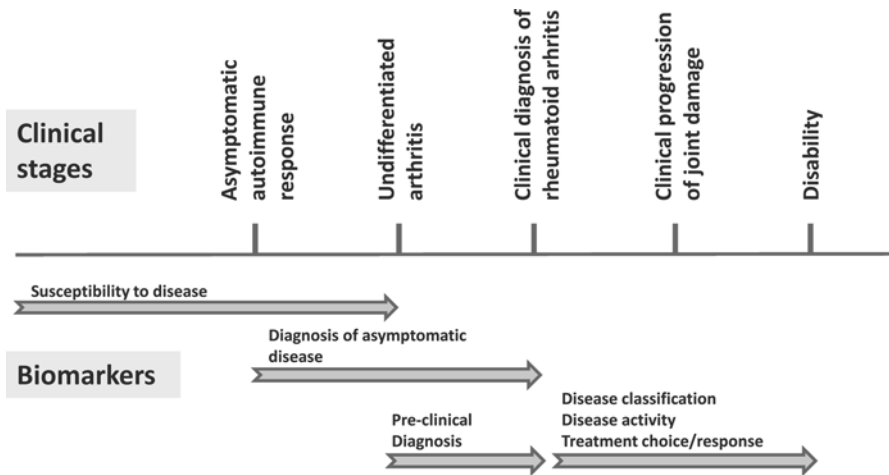 Clinical
stages
Asymptomatic
autoimmune
response
Undifferentiated
arthritis
Clinical diagnosis of
rheumatoid arhritis
Clinical progression
of joint damage
Disability
Susceptibility to disease
Diagnosis of asymptomatic
disease
Biomarkers
Pre-clinical
Diagnosis
Disease classification
Disease activity
Treatment choice/response